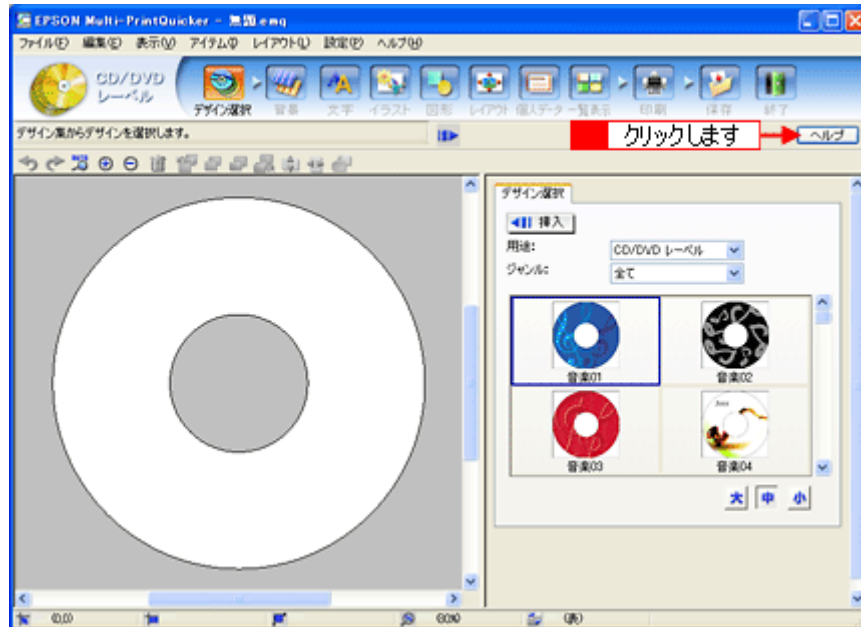 EPSON Multi-PrintQuicker - 無題.emq
ファイル(F) 編集(E) 表示(V) アイテム(I) レイアウト(L) 設定(P) ヘルプ(H)
CD/DVD
レーベル
デザイン選択 背景 文字 イラスト 図形 レイアウト 個人データ 一覧表示 印刷 保存 終了
デザイン集からデザインを選択します。
クリックします
ヘルプ
デザイン選択
挿入
用途: CD/DVD レーベル
ジャンル: 全て
音楽01 音楽02
音楽03 音楽04
大 中 小
(0,0) (表)